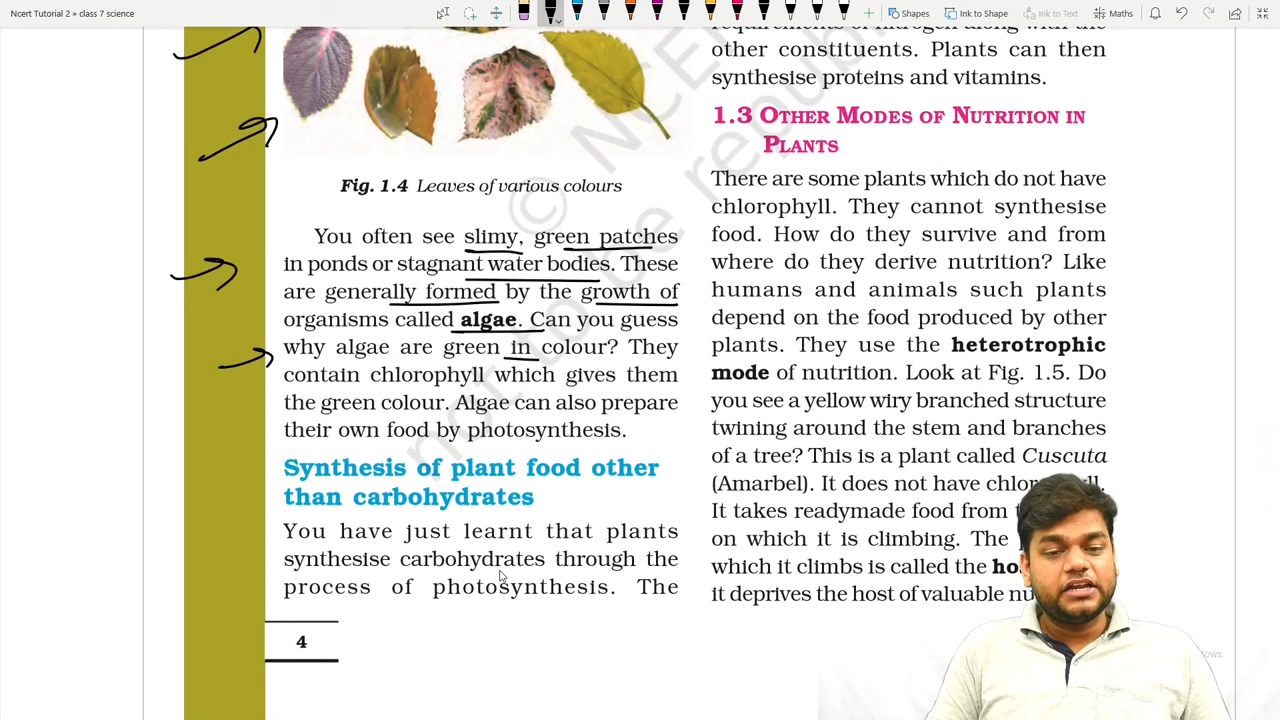 Ncert Tutorial 2 » class 7 science
Shapes
Ink to Shape
Ink to Text
Maths
Fig. 1.4 Leaves of various colours
You often see slimy, green patches
in ponds or stagnant water bodies. These
are generally formed by the growth of
organisms called algae. Can you guess
why algae are green in colour? They
contain chlorophyll which gives them
the green colour. Algae can also prepare
their own food by photosynthesis.
Synthesis of plant food other
than carbohydrates
You have just learnt that plants
synthesise carbohydrates through the
process of photosynthesis. The
4
other constituents. Plants can then
synthesise proteins and vitamins.
1.3 OTHER MODES OF NUTRITION IN
PLANTS
There are some plants which do not have
chlorophyll. They cannot synthesise
food. How do they survive and from
where do they derive nutrition? Like
humans and animals such plants
depend on the food produced by other
plants. They use the heterotrophic
mode of nutrition. Look at Fig. 1.5. Do
you see a yellow wiry branched structure
twining around the stem and branches
of a tree? This is a plant called Cuscuta
(Amarbel). It does not have
It takes readymade food from
on which it is climbing. The
which it climbs is called the
it deprives the host of valuable
© NCE
not to be repub